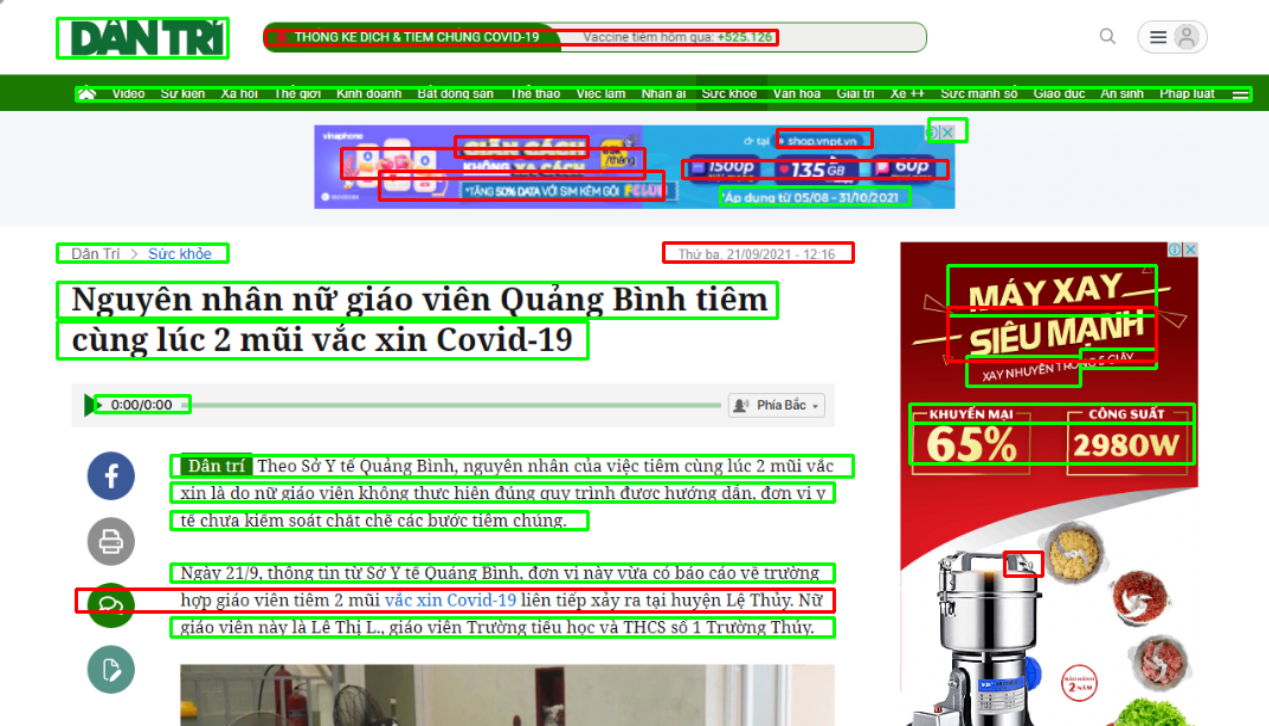 DÂN TRÍ
THỐNG KÊ DỊCH & TIÊM CHỦNG COVID-19 Vaccine tiêm hôm qua: +525.126
Video Sự kiện Xã hội Thế giới Kinh doanh Bất động sản Thể thao Việc làm Nhân ái Sức khỏe Văn hóa Giải trí Xe ++ Sức mạnh số Giáo dục An sinh Pháp luật
vinaphone
GIÃN CÁCH
KHÔNG XA CÁCH
/tháng
*TẶNG 50% DATA VỚI SIM KÈM GÓI
tại shop.vnpt.vn
1500p 135 GB 60p
*Áp dụng từ 05/08 - 31/10/2021
Dân Trí > Sức khỏe
Thứ ba, 21/09/2021 - 12:16
Nguyên nhân nữ giáo viên Quảng Bình tiêm
cùng lúc 2 mũi vắc xin Covid-19
0:00/0:00
Phía Bắc
Dân trí Theo Sở Y tế Quảng Bình, nguyên nhân của việc tiêm cùng lúc 2 mũi vắc
xin là do nữ giáo viên không thực hiện đúng quy trình được hướng dẫn, đơn vị y
tế chưa kiểm soát chặt chẽ các bước tiêm chủng.
Ngày 21/9, thông tin từ Sở Y tế Quảng Bình, đơn vị này vừa có báo cáo về trường
hợp giáo viên tiêm 2 mũi vắc xin Covid-19 liên tiếp xảy ra tại huyện Lệ Thủy. Nữ
giáo viên này là Lê Thị L., giáo viên Trường tiểu học và THCS số 1 Trường Thủy.
MÁY XAY
SIÊU MẠNH
XAY NHUYỄN TRONG 5 GIÂY
KHUYẾN MẠI CÔNG SUẤT
65% 2980W
BẢO HÀNH
2 NĂM